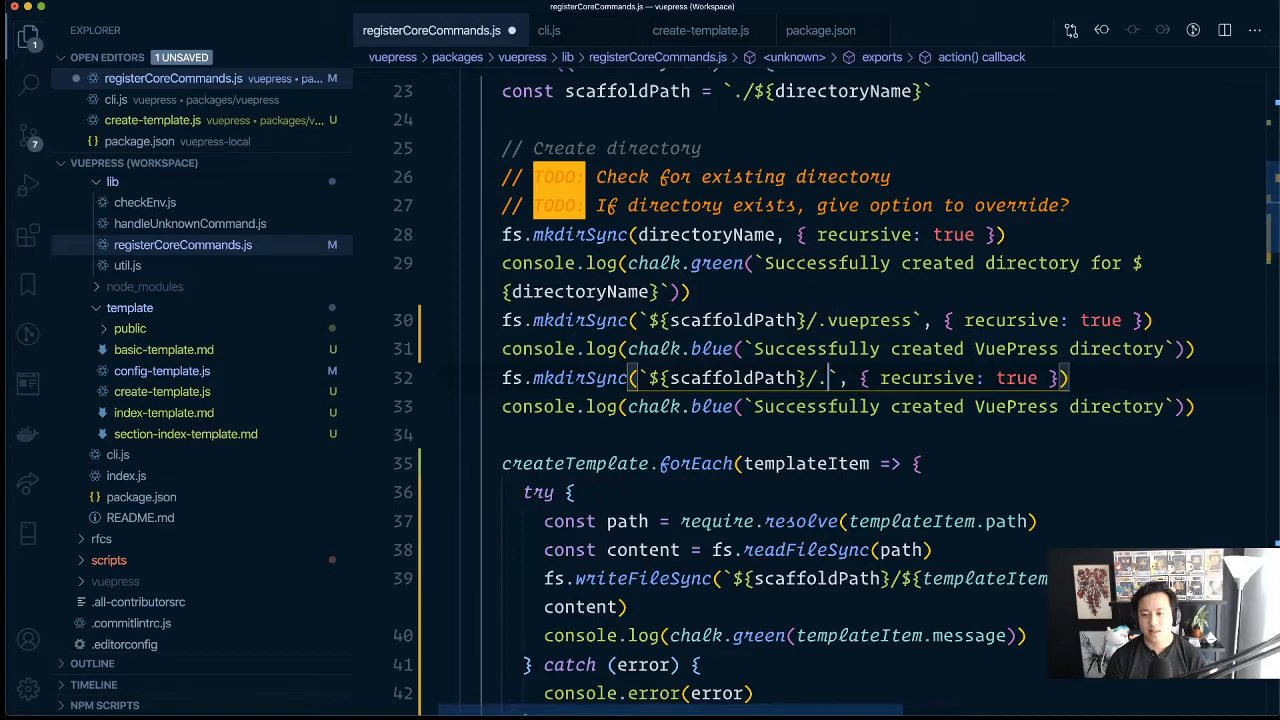 registerCoreCommands.js — vuepress (Workspace)
EXPLORER
registerCoreCommands.js
cli.js
create-template.js
package.json
OPEN EDITORS
1 UNSAVED
vuepress > packages > vuepress > lib > registerCoreCommands.js > <unknown> > exports > action() callback
registerCoreCommands.js vuepress • pa... M
cli.js vuepress • packages/vuepress
create-template.js vuepress • packages/v... U
package.json vuepress-local
VUEPRESS (WORKSPACE)
lib
checkEnv.js
handleUnknownCommand.js
registerCoreCommands.js M
util.js
node_modules
template
public
basic-template.md U
config-template.js U
create-template.js U
index-template.md U
section-index-template.md U
cli.js
index.js
package.json
README.md
rfcs
scripts
vuepress
.all-contributorsrc
.commitlintrc.js
.editorconfig
OUTLINE
TIMELINE
NPM SCRIPTS
1
7
23 const scaffoldPath = `./${directoryName}`
24
25 // Create directory
26 // TODO: Check for existing directory
27 // TODO: If directory exists, give option to override?
28 fs.mkdirSync(directoryName, { recursive: true })
29 console.log(chalk.green(`Successfully created directory for $
{directoryName}`))
30 fs.mkdirSync(`${scaffoldPath}/.vuepress`, { recursive: true })
31 console.log(chalk.blue(`Successfully created VuePress directory`))
32 fs.mkdirSync(`${scaffoldPath}/.`, { recursive: true })
33 console.log(chalk.blue(`Successfully created VuePress directory`))
34
35 createTemplate.forEach(templateItem => {
36 try {
37 const path = require.resolve(templateItem.path)
38 const content = fs.readFileSync(path)
39 fs.writeFileSync(`${scaffoldPath}/${templateItem
content)
40 console.log(chalk.green(templateItem.message))
41 } catch (error) {
42 console.error(error)